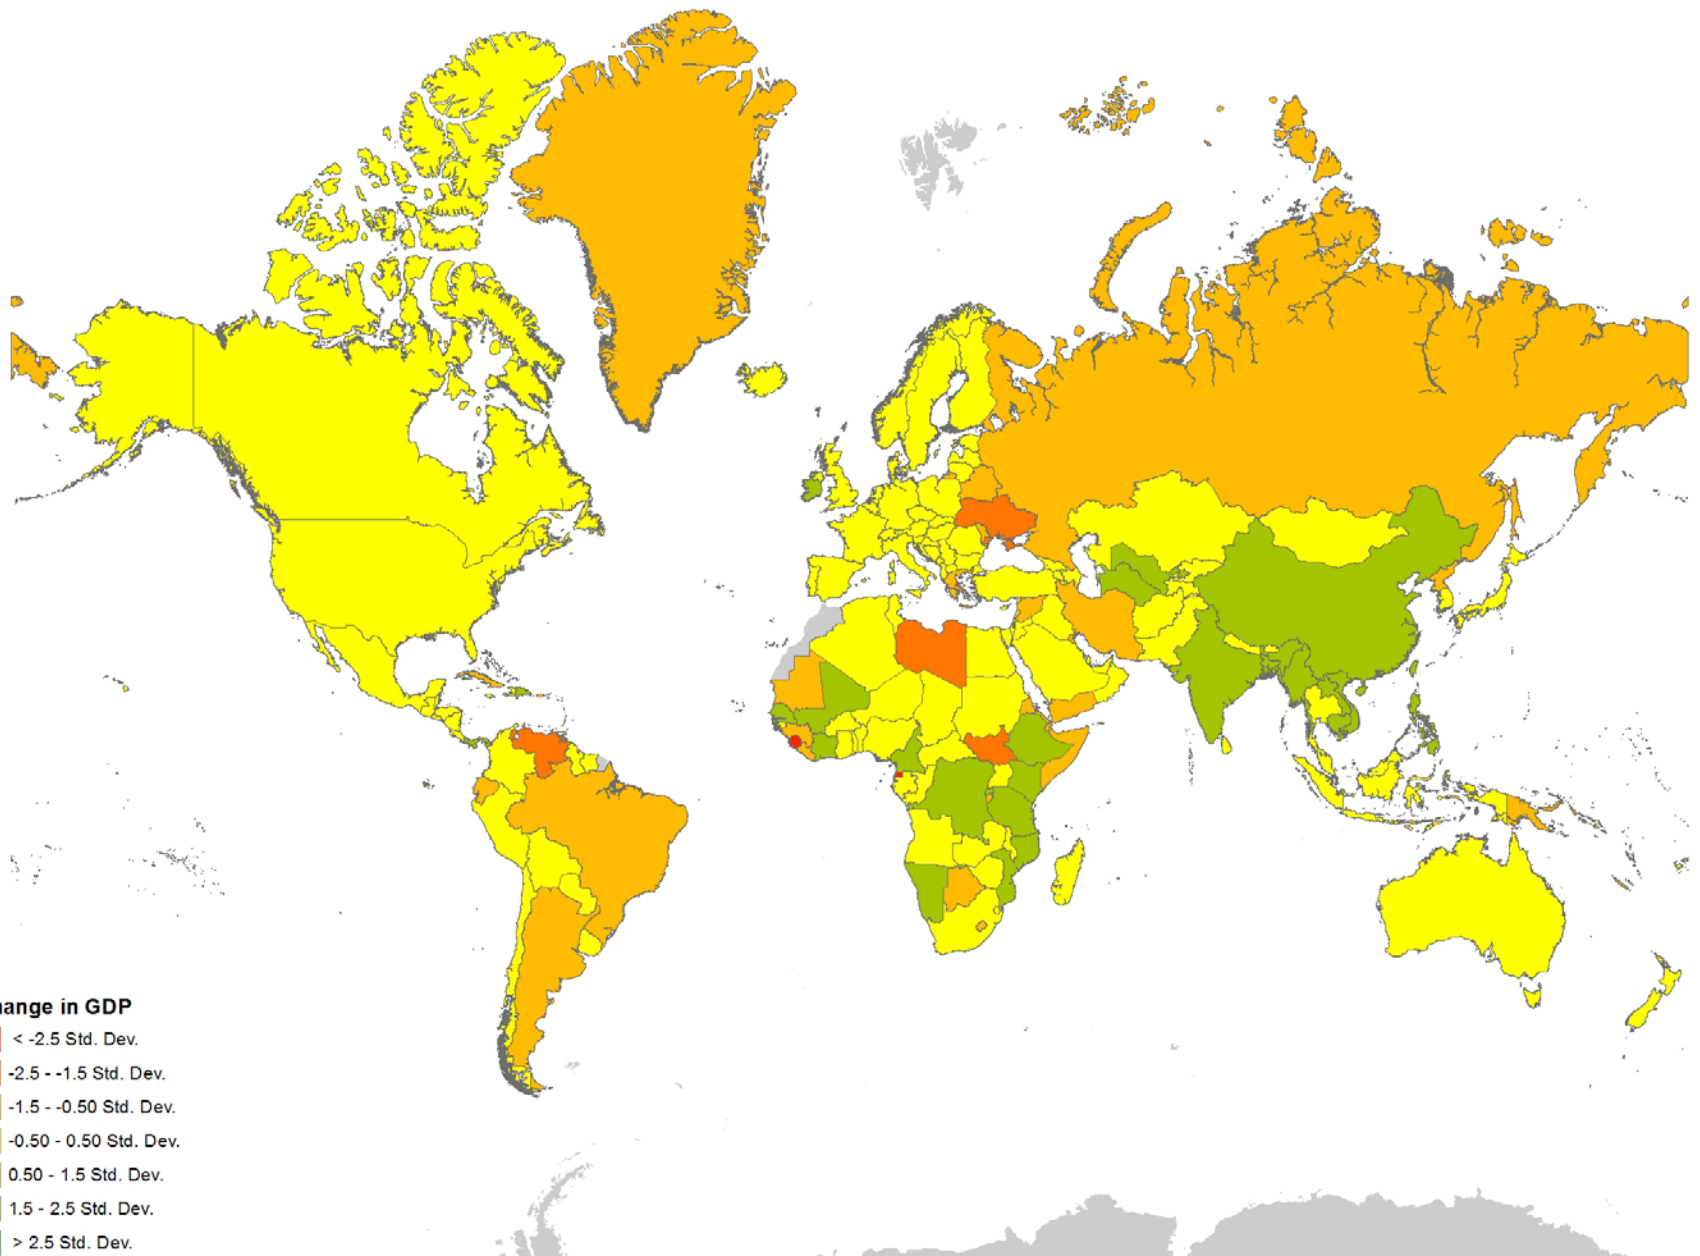 ange in GDP
< -2.5 Std. Dev.
-2.5 - -1.5 Std. Dev.
-1.5 - -0.50 Std. Dev.
-0.50 - 0.50 Std. Dev.
0.50 - 1.5 Std. Dev.
1.5 - 2.5 Std. Dev.
> 2.5 Std. Dev.